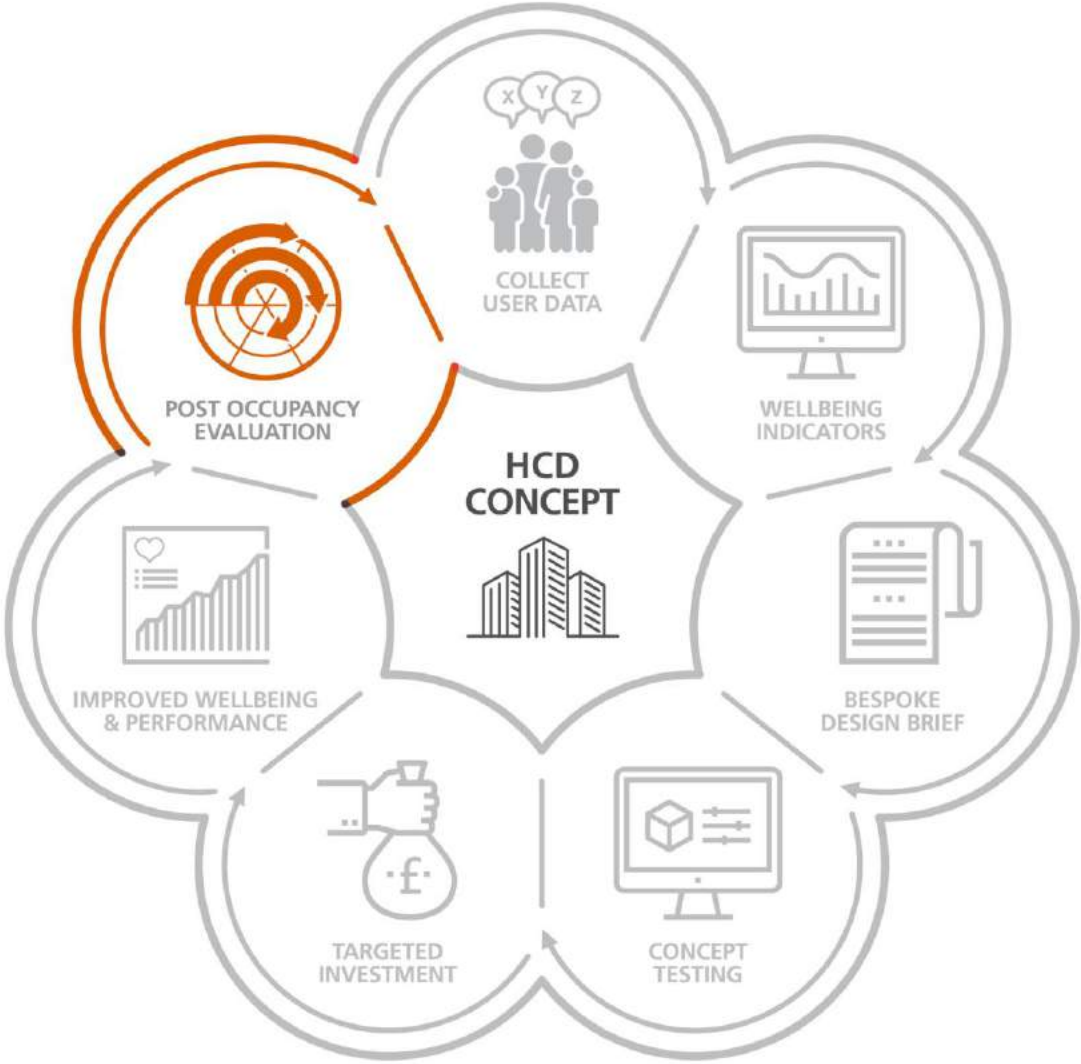 X Y Z
COLLECT
USER DATA
WELLBEING
INDICATORS
BESPOKE
DESIGN BRIEF
CONCEPT
TESTING
£
TARGETED
INVESTMENT
IMPROVED WELLBEING
& PERFORMANCE
POST OCCUPANCY
EVALUATION
HCD
CONCEPT